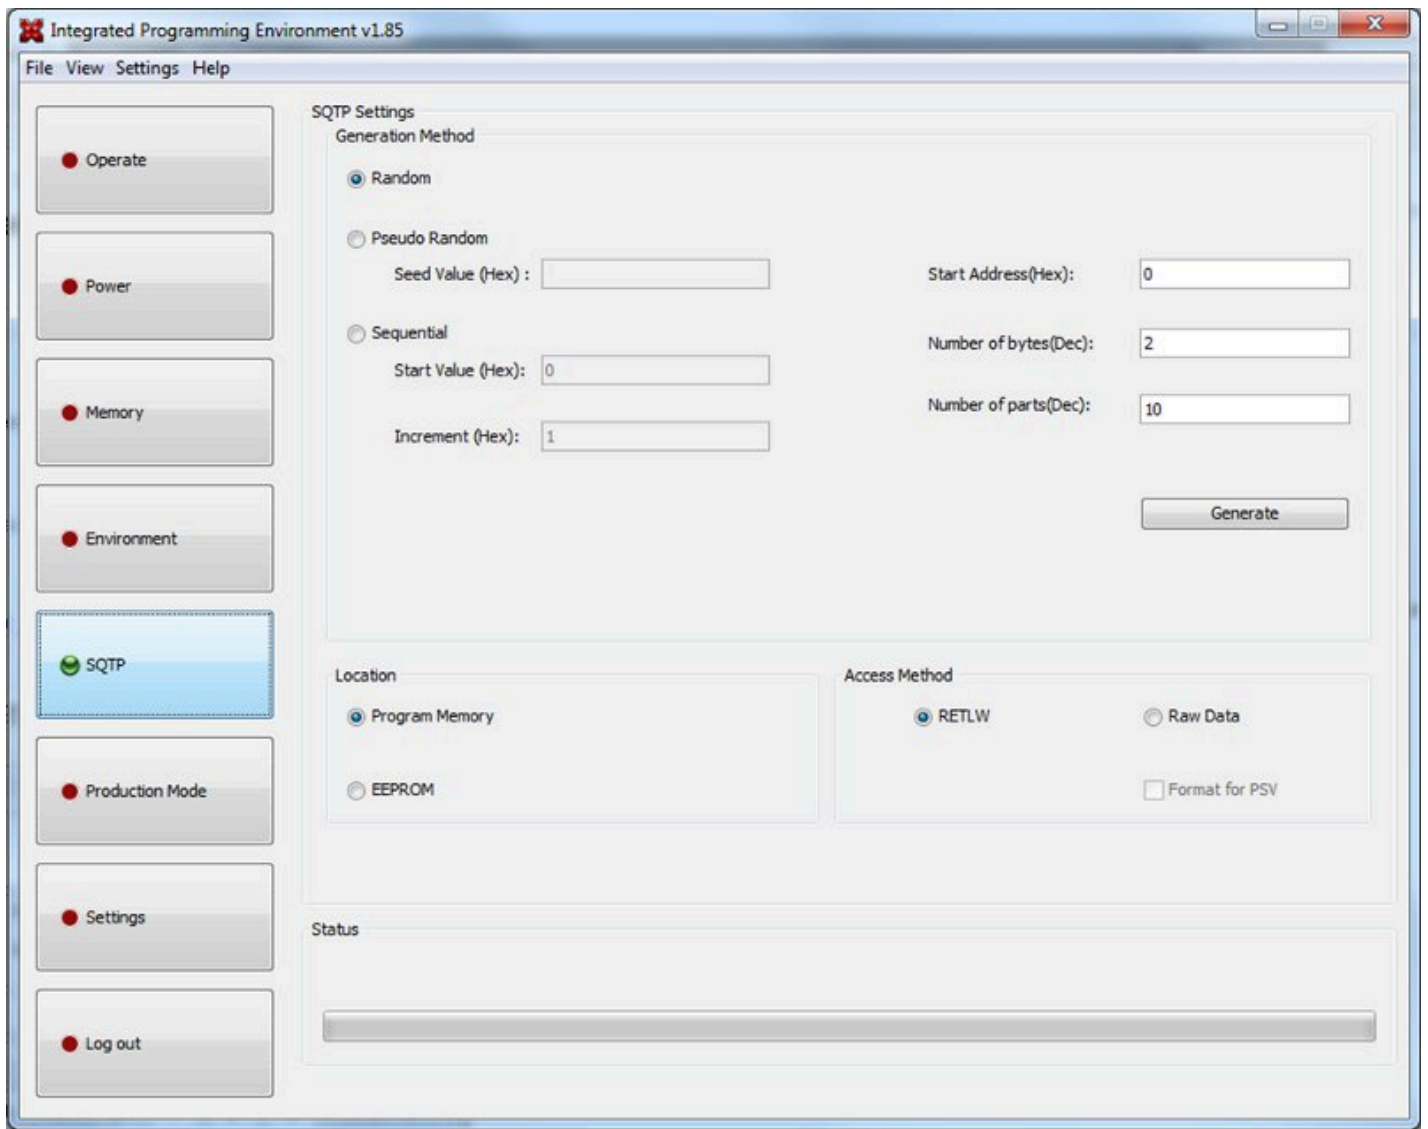 Integrated Programming Environment v1.85
File View Settings Help
Operate
Power
Memory
Environment
SQTP
Production Mode
Settings
Log out
SQTP Settings
Generation Method
Random
Pseudo Random
Seed Value (Hex) :
Sequential
Start Value (Hex): 0
Increment (Hex): 1
Start Address(Hex): 0
Number of bytes(Dec): 2
Number of parts(Dec): 10
Generate
Location
Program Memory
EEPROM
Access Method
RETLW Raw Data
Format for PSV
Status